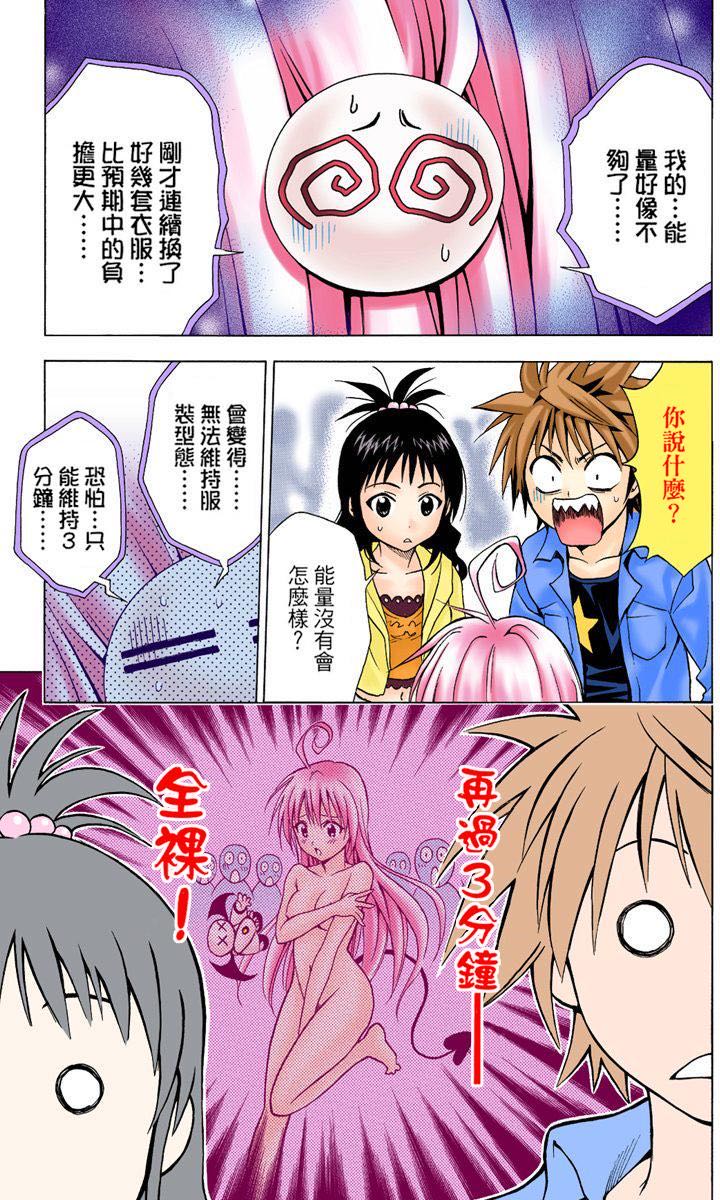 我的…能
量好像不
夠了……
剛才連續換了
好幾套衣服…
比預期中的負
擔更大……
你說什麼？
能量沒有會
怎麼樣？
會變得……
無法維持服
裝型態……
恐怕…只
能維持3
分鐘……
再過3分鐘──
全裸！